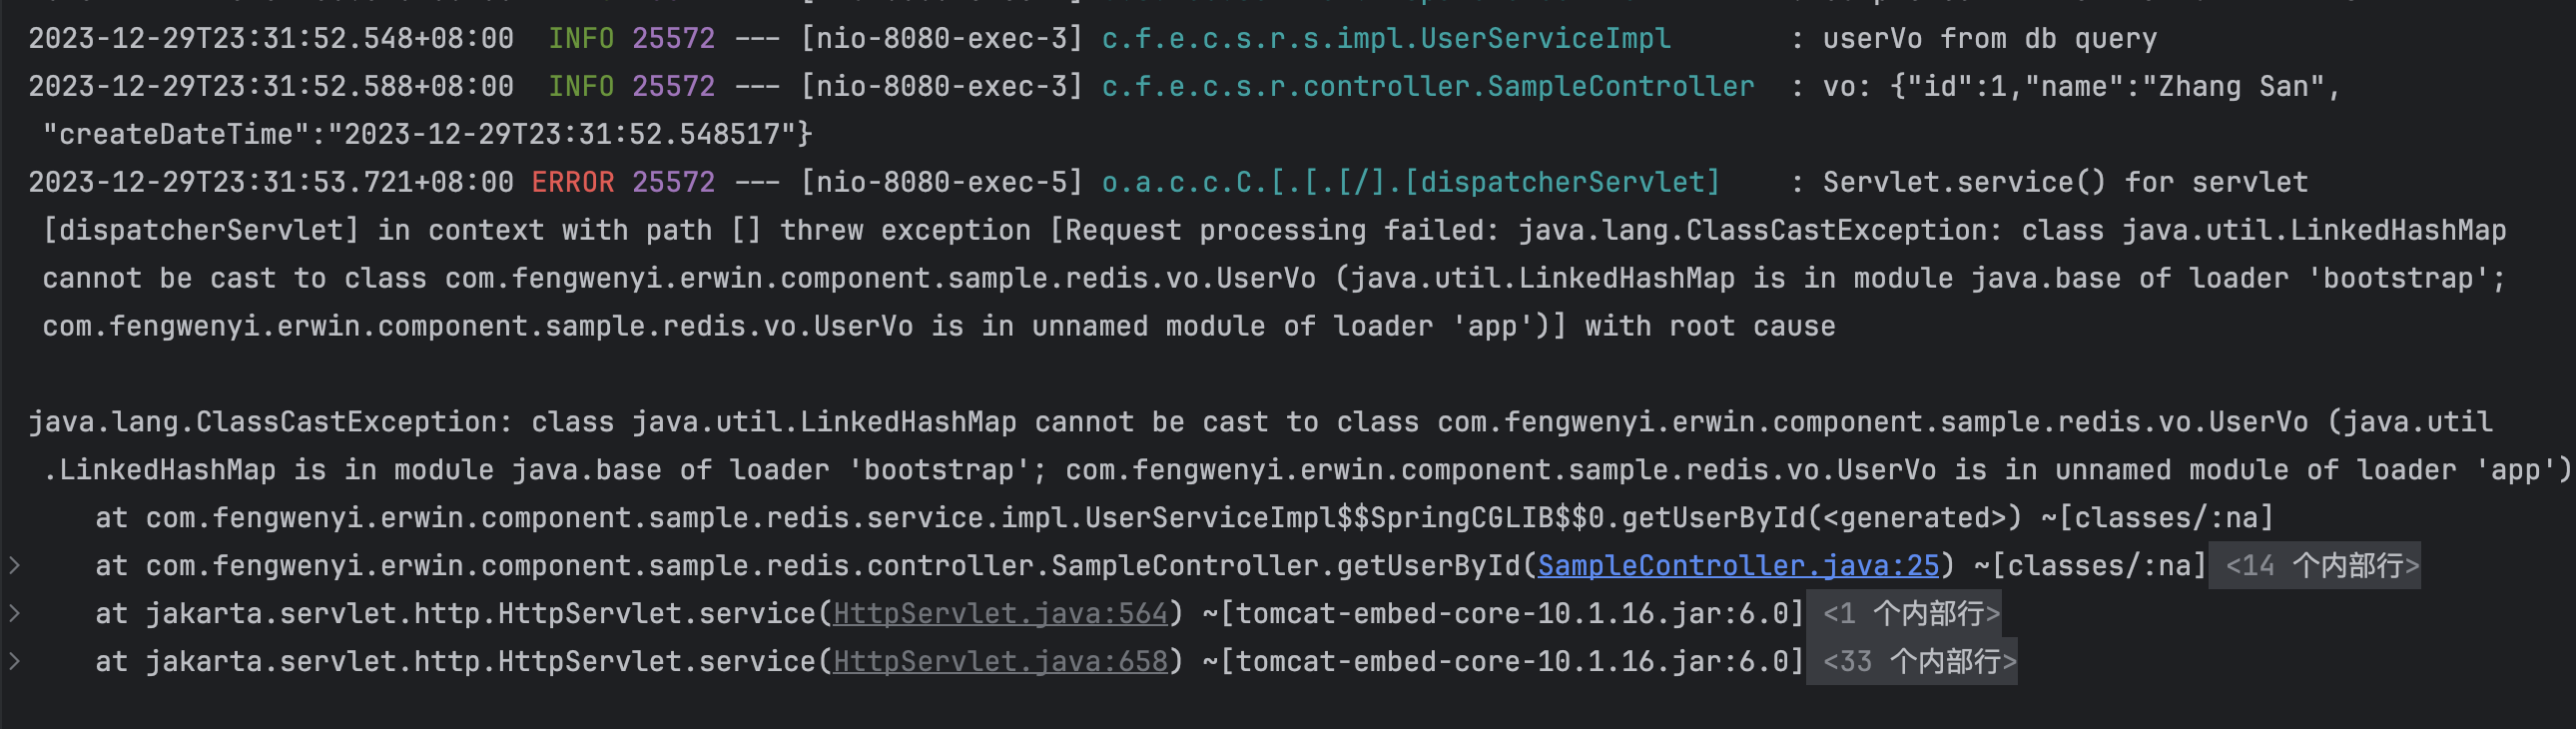 2023-12-29T23:31:52.548+08:00  INFO 25572 --- [nio-8080-exec-3] c.f.e.c.s.r.s.impl.UserServiceImpl       : userVo from db query
2023-12-29T23:31:52.588+08:00  INFO 25572 --- [nio-8080-exec-3] c.f.e.c.s.r.controller.SampleController  : vo: {"id":1,"name":"Zhang San",
"createDateTime":"2023-12-29T23:31:52.548517"}
2023-12-29T23:31:53.721+08:00 ERROR 25572 --- [nio-8080-exec-5] o.a.c.c.C.[.[.[/].[dispatcherServlet]    : Servlet.service() for servlet
[dispatcherServlet] in context with path [] threw exception [Request processing failed: java.lang.ClassCastException: class java.util.LinkedHashMap
cannot be cast to class com.fengwenyi.erwin.component.sample.redis.vo.UserVo (java.util.LinkedHashMap is in module java.base of loader 'bootstrap';
com.fengwenyi.erwin.component.sample.redis.vo.UserVo is in unnamed module of loader 'app')] with root cause
java.lang.ClassCastException: class java.util.LinkedHashMap cannot be cast to class com.fengwenyi.erwin.component.sample.redis.vo.UserVo (java.util
.LinkedHashMap is in module java.base of loader 'bootstrap'; com.fengwenyi.erwin.component.sample.redis.vo.UserVo is in unnamed module of loader 'app')
at com.fengwenyi.erwin.component.sample.redis.service.impl.UserServiceImpl$$SpringCGLIB$$0.getUserById(<generated>) ~[classes/:na]
at com.fengwenyi.erwin.component.sample.redis.controller.SampleController.getUserById(SampleController.java:25) ~[classes/:na] <14 个内部行>
at jakarta.servlet.http.HttpServlet.service(HttpServlet.java:564) ~[tomcat-embed-core-10.1.16.jar:6.0] <1 个内部行>
at jakarta.servlet.http.HttpServlet.service(HttpServlet.java:658) ~[tomcat-embed-core-10.1.16.jar:6.0] <33 个内部行>